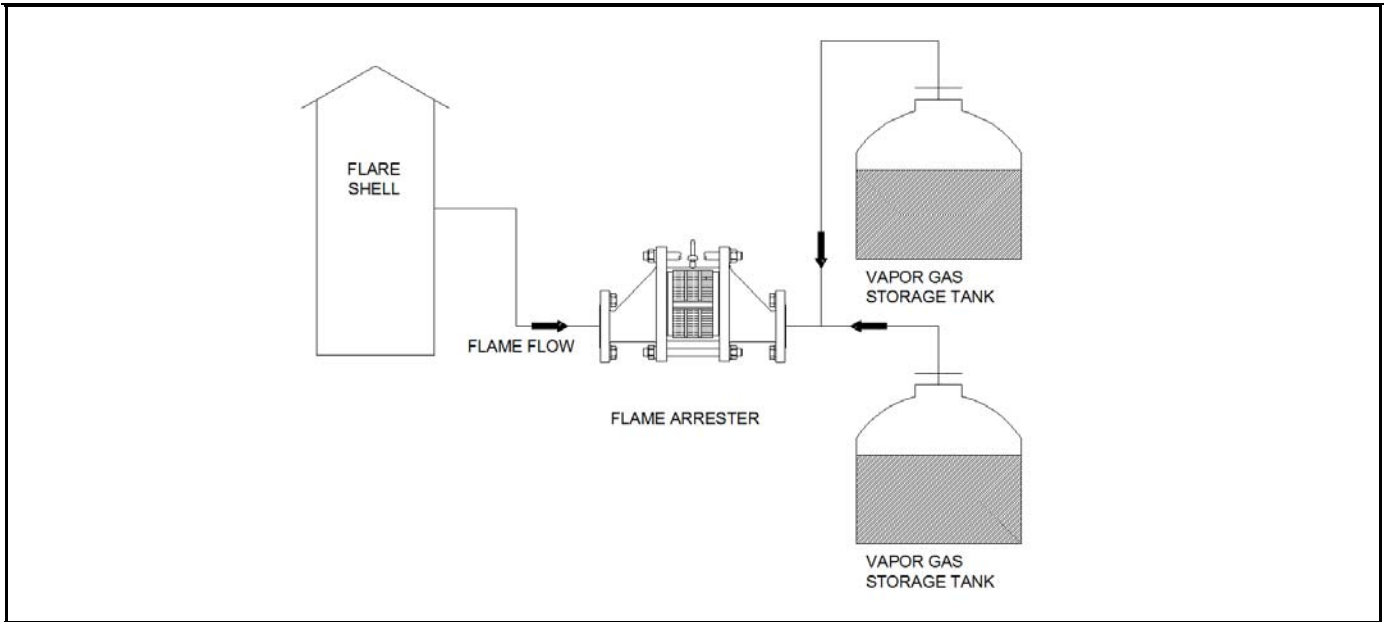 FLARE
SHELL
FLAME FLOW
FLAME ARRESTER
VAPOR GAS
STORAGE TANK
VAPOR GAS
STORAGE TANK